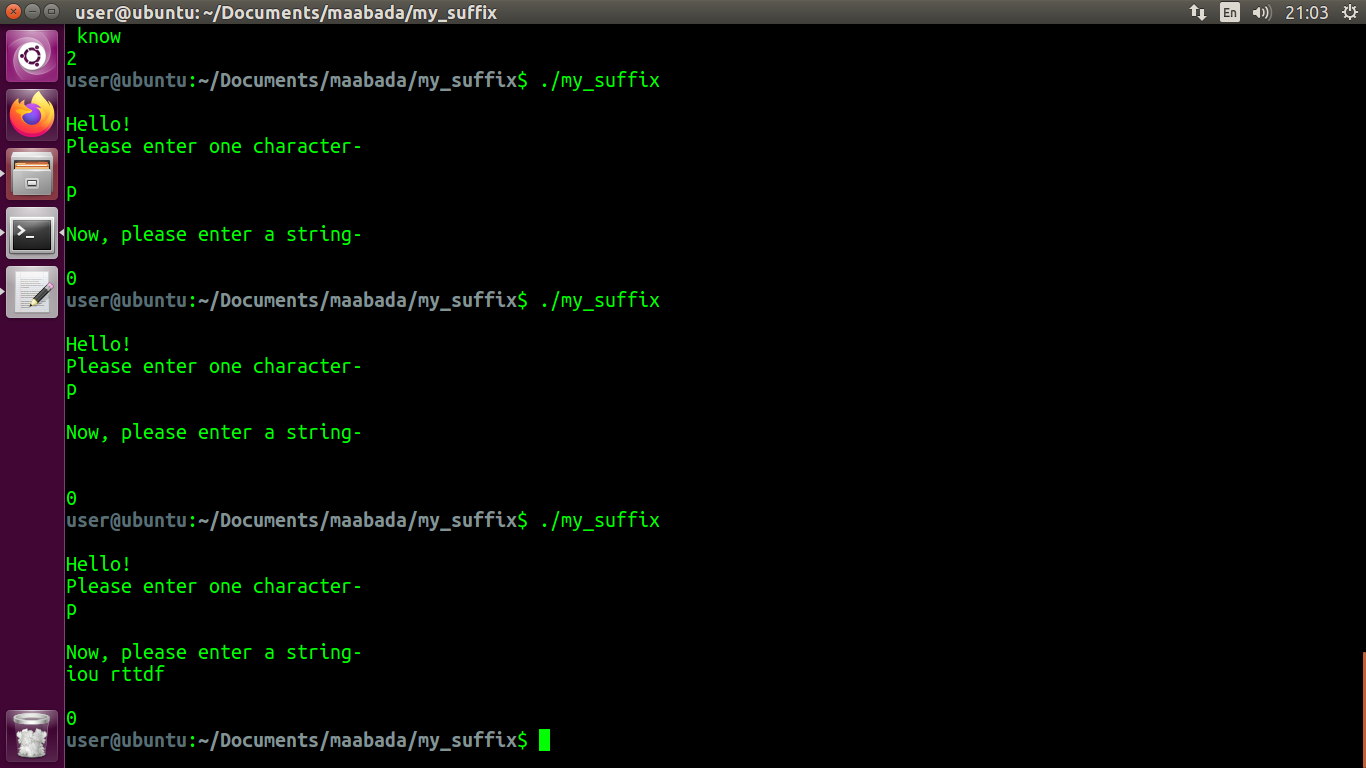 user@ubuntu: ~/Documents/maabada/my_suffix
En
21:03
know
2
user@ubuntu:~/Documents/maabada/my_suffix$ ./my_suffix
Hello!
Please enter one character-
p
Now, please enter a string-
0
user@ubuntu:~/Documents/maabada/my_suffix$ ./my_suffix
Hello!
Please enter one character-
p
Now, please enter a string-
0
user@ubuntu:~/Documents/maabada/my_suffix$ ./my_suffix
Hello!
Please enter one character-
p
Now, please enter a string-
iou rttdf
0
user@ubuntu:~/Documents/maabada/my_suffix$